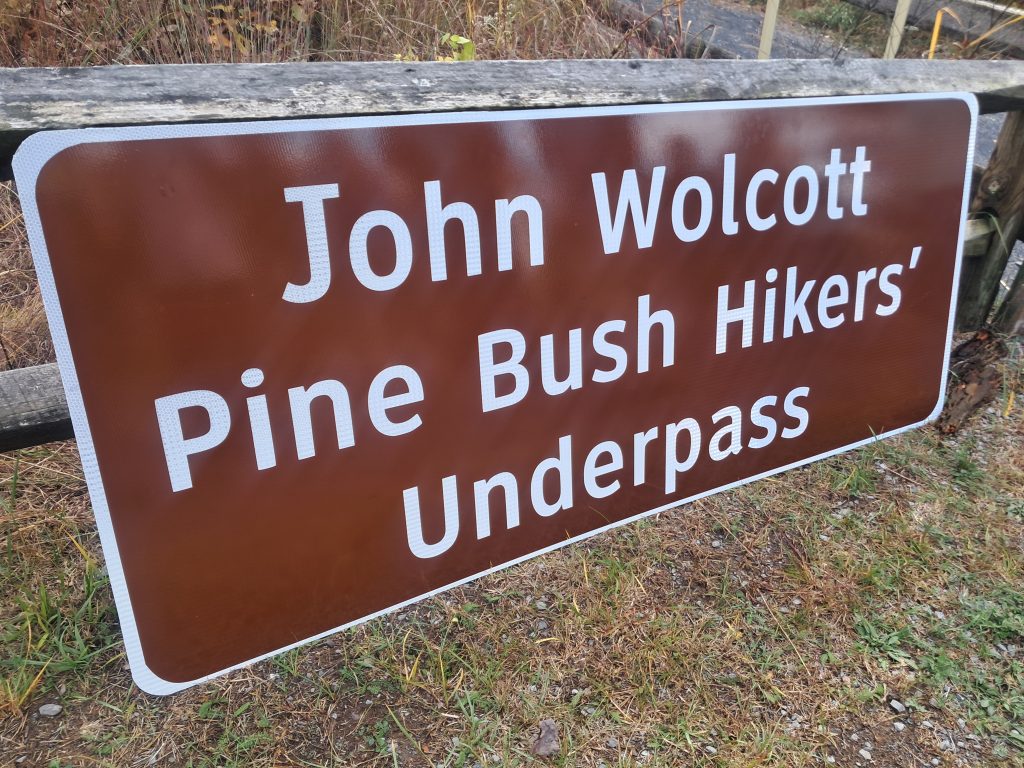 John Wolcott
Pine Bush Hikers’
Underpass